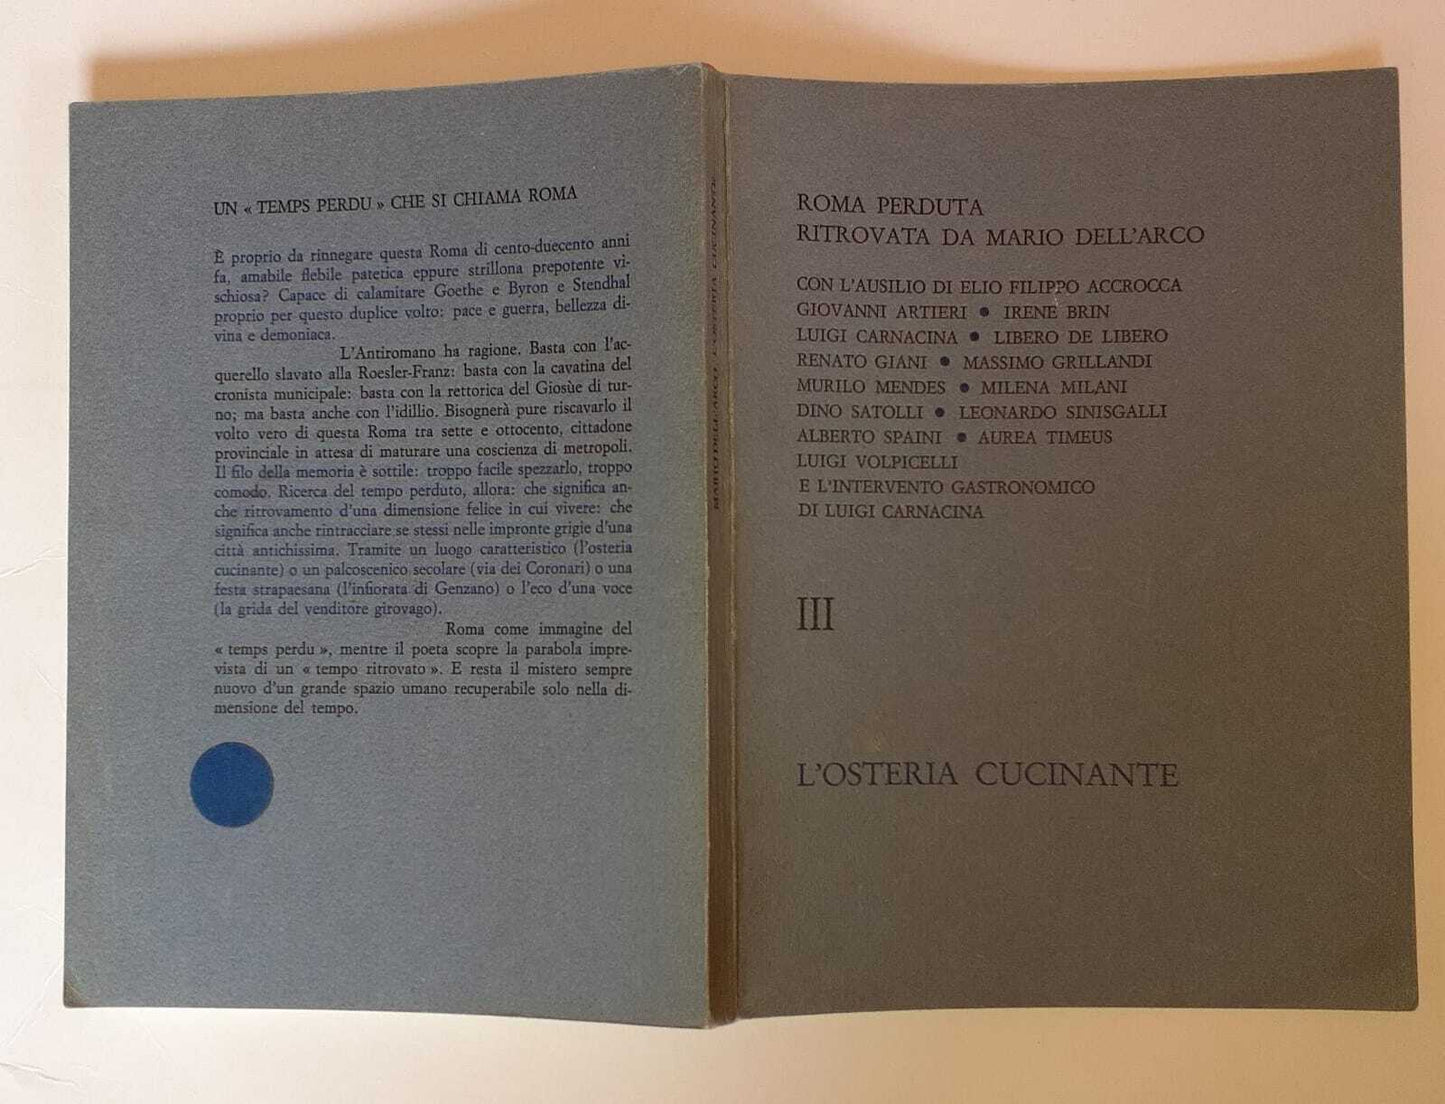 UN « TEMPS PERDU » CHE SI CHIAMA ROMA
È proprio da rinnegare questa Roma di cento-duecento anni
fa, amabile flebile patetica eppure strillona prepotente vi-
schiosa? Capace di calamitare Goethe e Byron e Stendhal
proprio per questo duplice volto: pace e guerra, bellezza di-
vina e demoniaca.
L'Antiromano ha ragione. Basta con l'ac-
querello slavato alla Roesler-Franz: basta con la cavatina del
cronista municipale: basta con la rettorica del Giosùe di tur-
no; ma basta anche con l'idillio. Bisognerà pure riscavarlo il
volto vero di questa Roma tra sette e ottocento, cittadone
provinciale in attesa di maturare una coscienza di metropoli.
Il filo della memoria è sottile: troppo facile spezzarlo, troppo
comodo. Ricerca del tempo perduto, allora: che significa an-
che ritrovamento d'una dimensione felice in cui vivere: che
significa anche rintracciare se stessi nelle impronte grigie d'una
città antichissima. Tramite un luogo caratteristico (l'osteria
cucinante) o un palcoscenico secolare (via dei Coronari) o una
festa strapaesana (l'infiorata di Genzano) o l'eco d'una voce
(la grida del venditore girovago).
Roma come immagine del
« temps perdu », mentre il poeta scopre la parabola impre-
vista di un « tempo ritrovato ». E resta il mistero sempre
nuovo d'un grande spazio umano recuperabile solo nella di-
mensione del tempo.
MARIO DELL'ARCO L'OSTERIA CUCINANTE
ROMA PERDUTA
RITROVATA DA MARIO DELL'ARCO
CON L'AUSILIO DI ELIO FILIPPO ACCROCCA
GIOVANNI ARTIERI ● IRENE BRIN
LUIGI CARNACINA ● LIBERO DE LIBERO
RENATO GIANI ● MASSIMO GRILLANDI
MURILO MENDES ● MILENA MILANI
DINO SATOLLI ● LEONARDO SINISGALLI
ALBERTO SPAINI ● AUREA TIMEUS
LUIGI VOLPICELLI
E L'INTERVENTO GASTRONOMICO
DI LUIGI CARNACINA
III
L'OSTERIA CUCINANTE